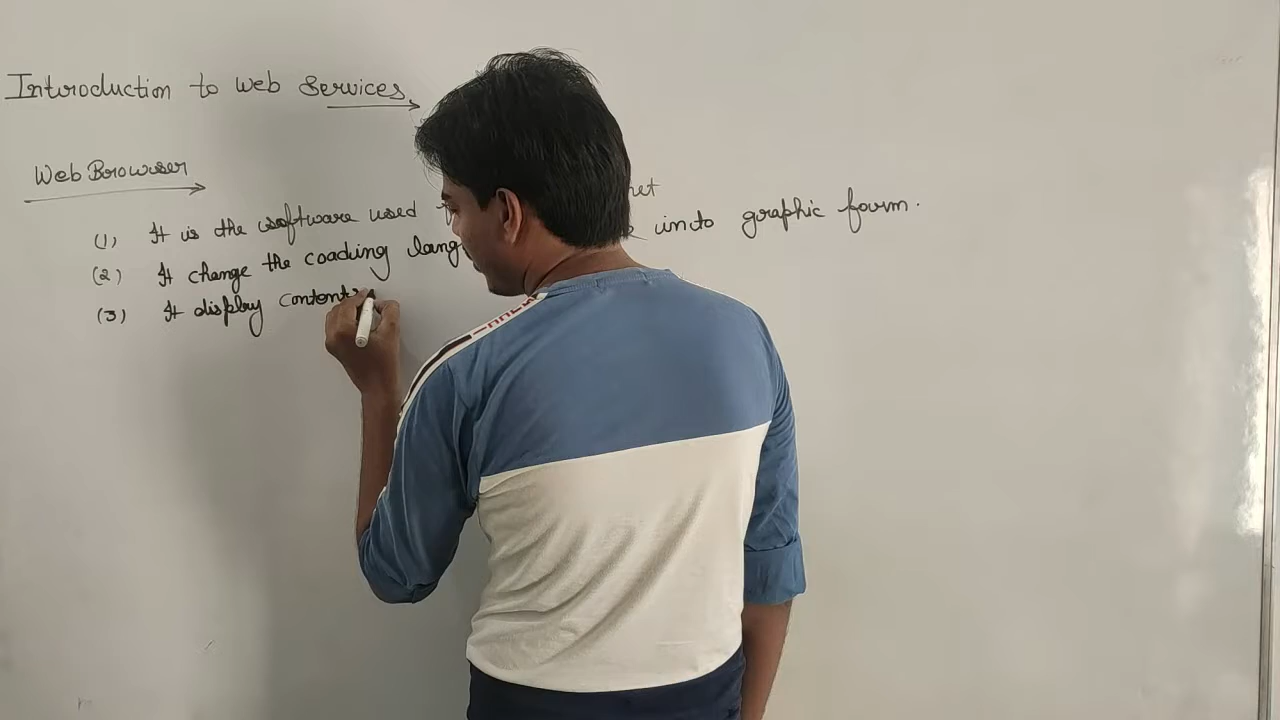 Introduction to Web Services
Web Browser
(1) It is the software used net
(2) It change the coading lang into graphic form.
(3) It display content